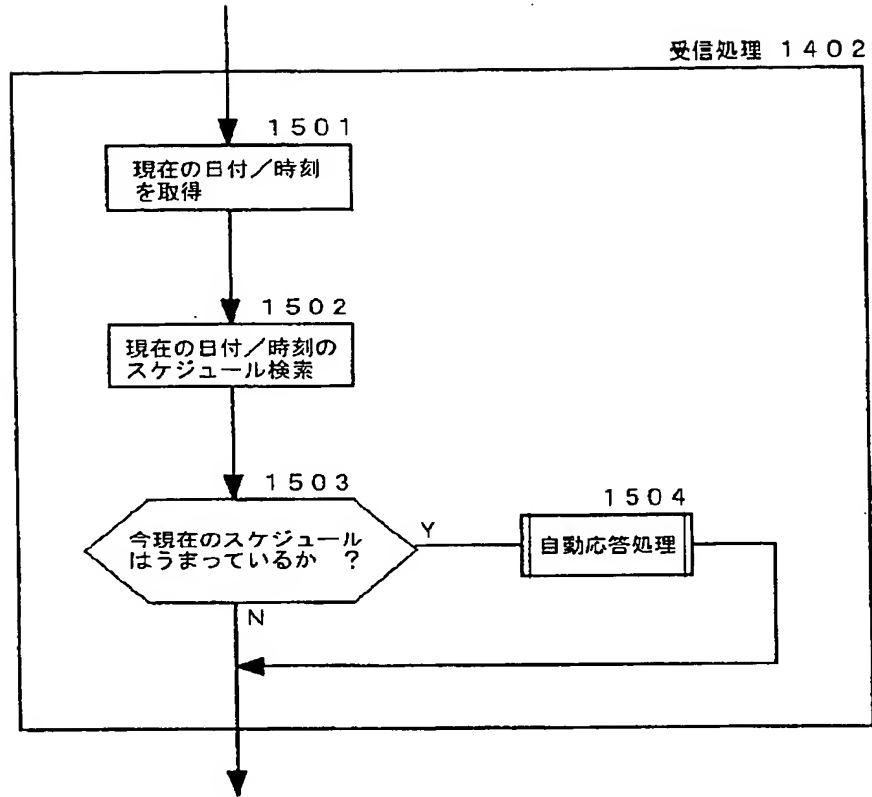 受信処理 1402
1501
現在の日付／時刻
を取得
1502
現在の日付／時刻の
スケジュール検索
1503
今現在のスケジュール
はうまっているか ？
Y
1504
自動応答処理
N